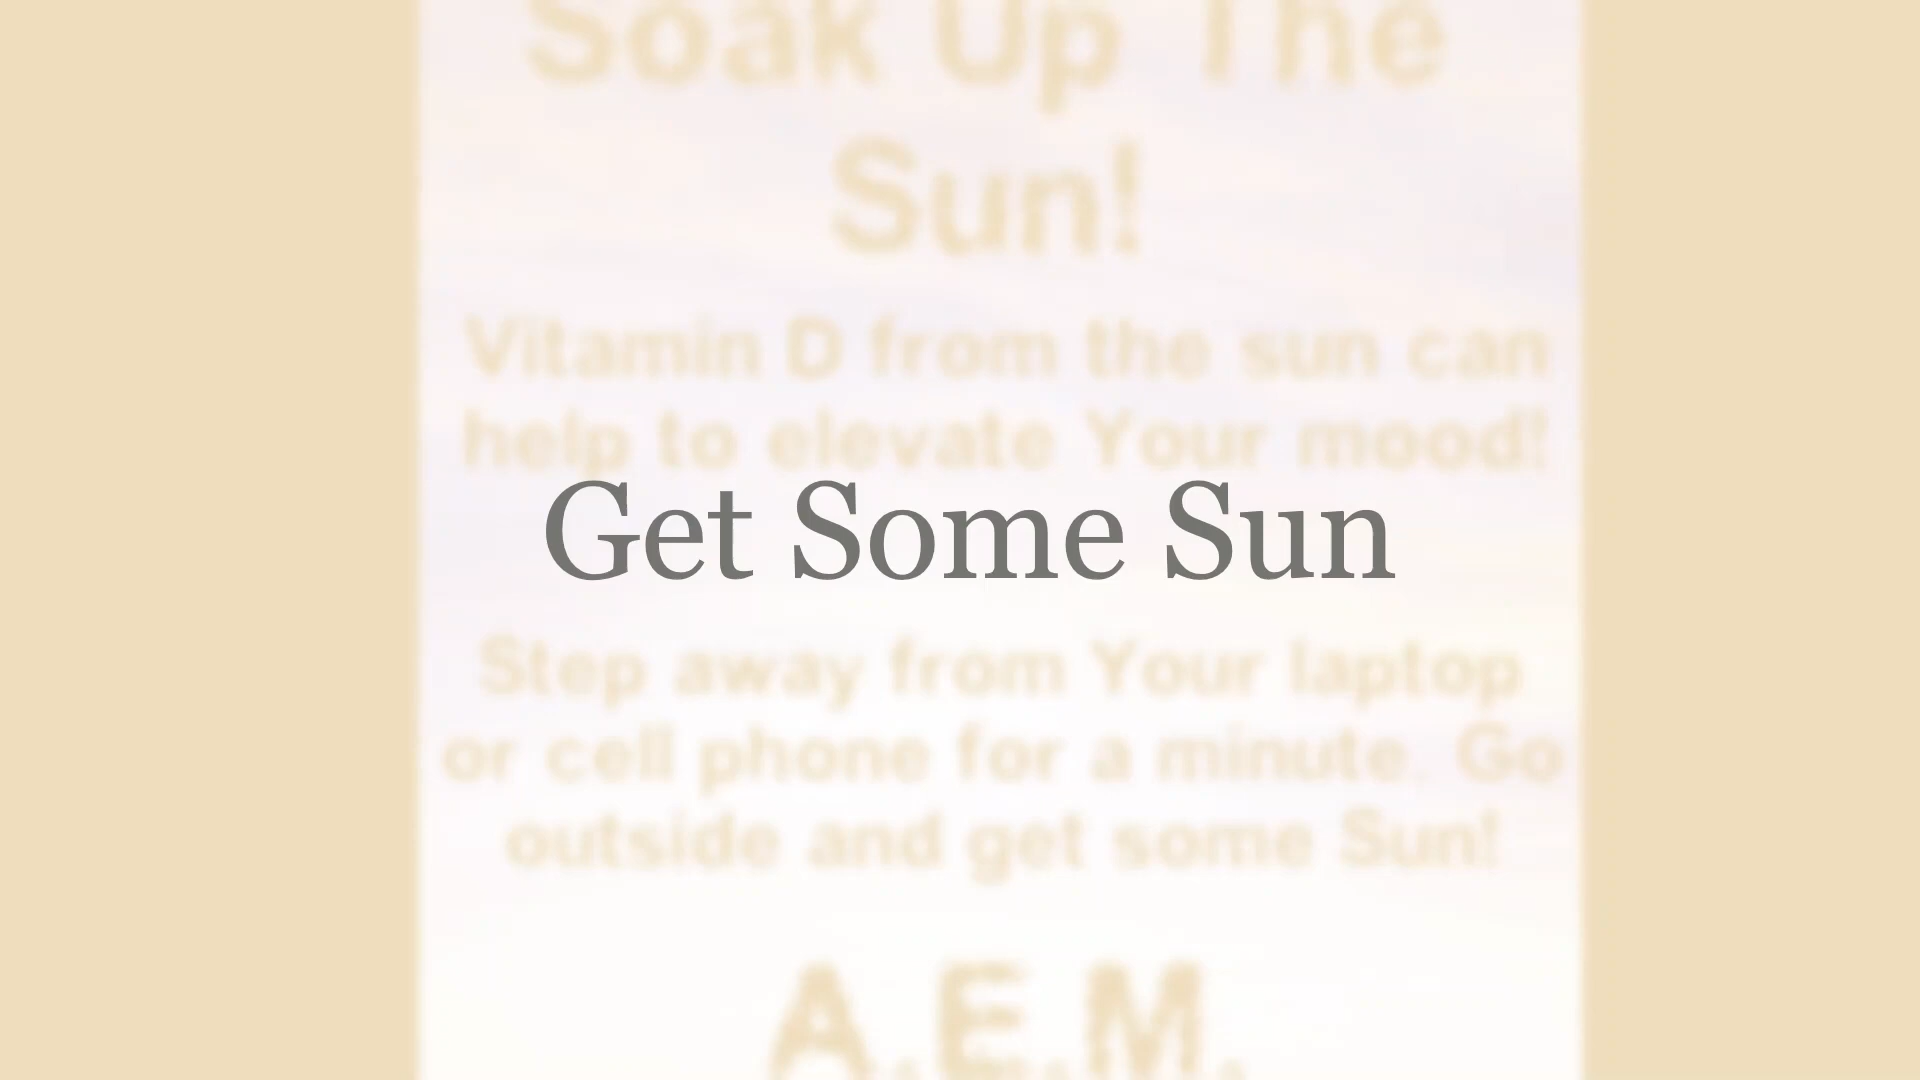 Soak Up The
Sun!
Vitamin D from the sun can
help to elevate Your mood!
Get Some Sun
Step away from Your laptop
or cell phone for a minute. Go
outside and get some Sun!
A.E.M.